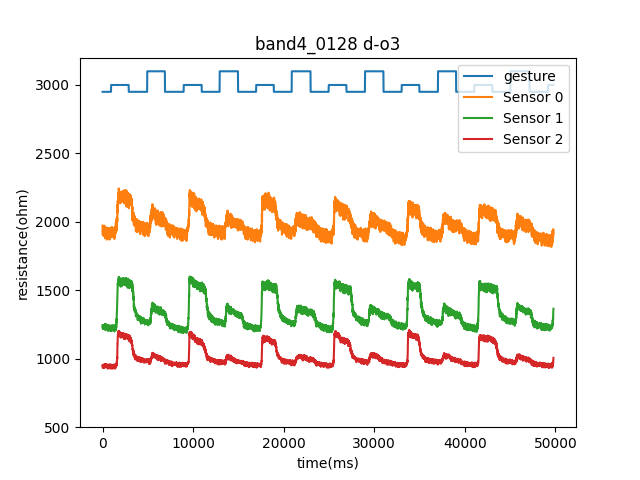 band4_0128 d-o3
resistance(ohm)
3000
2500
2000
1500
1000
500
gesture
Sensor 0
Sensor 1
Sensor 2
0 10000 20000 30000 40000 50000
time(ms)